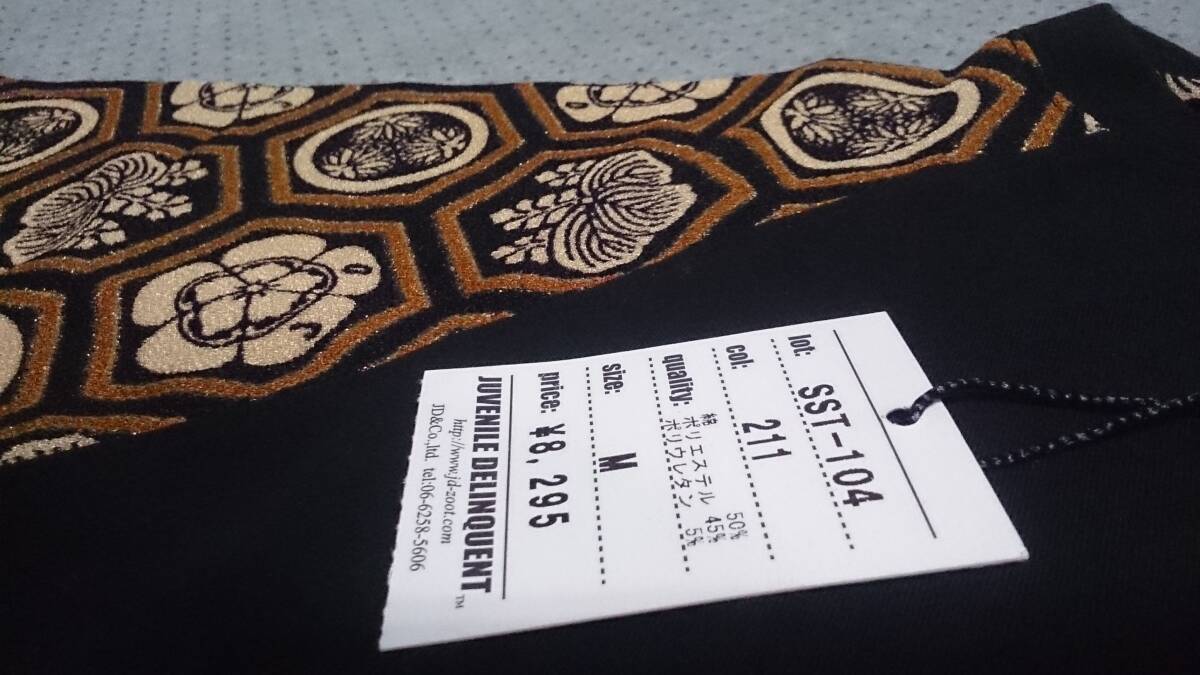 lot: SST-104
col: 211
quality: 綿 50%
ポリエステル 45%
ポリウレタン 5%
size: M
price: ¥8,295
JUVENILE DELINQUENT™
http://www.jd-zoot.com
JD&Co.,ltd. tel:06-6258-5606